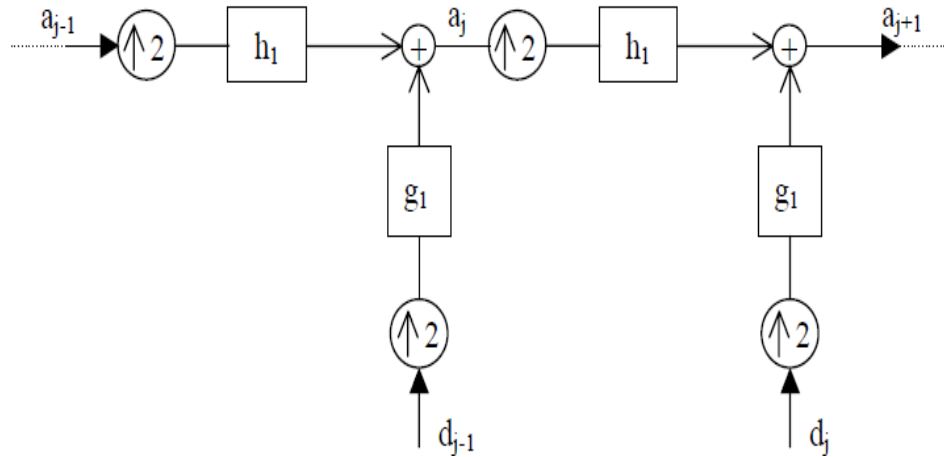 a_{j-1} ↑2 h_1 + a_j ↑2 h_1 + a_{j+1}
g_1 g_1
↑2 ↑2
d_{j-1} d_j